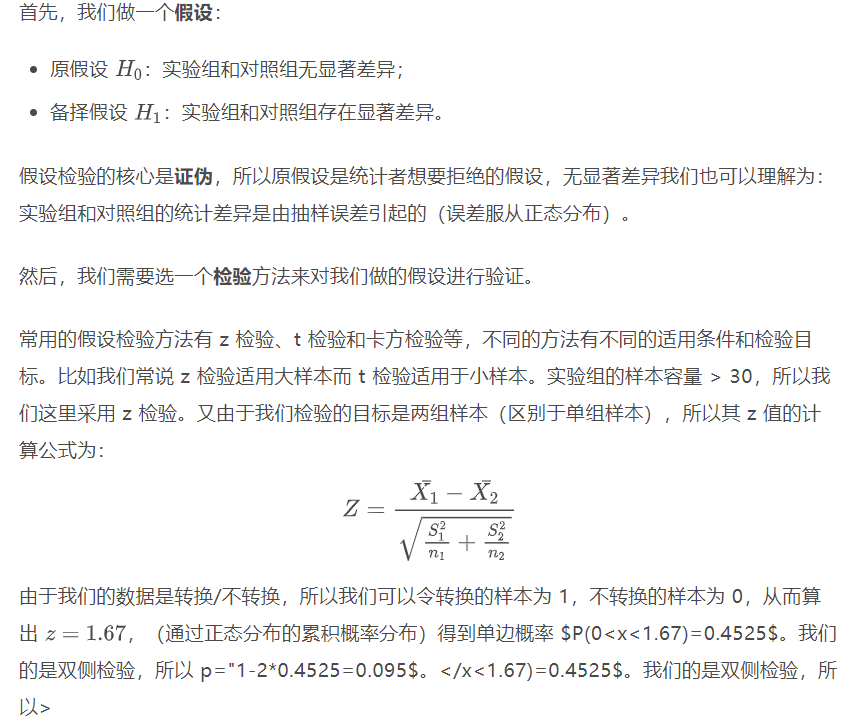 首先，我们做一个假设：
原假设 H₀：实验组和对照组无显著差异；
备择假设 H₁：实验组和对照组存在显著差异。
假设检验的核心是证伪，所以原假设是统计者想要拒绝的假设，无显著差异我们也可以理解为：
实验组和对照组的统计差异是由抽样误差引起的（误差服从正态分布）。
然后，我们需要选一个检验方法来对我们做的假设进行验证。
常用的假设检验方法有 z 检验、t 检验和卡方检验等，不同的方法有不同的适用条件和检验目
标。比如我们常说 z 检验适用大样本而 t 检验适用于小样本。实验组的样本容量 > 30，所以我
们这里采用 z 检验。又由于我们检验的目标是两组样本（区别于单组样本），所以其 z 值的计
算公式为：
Z = \frac{\bar{X_1} - \bar{X_2}}{\sqrt{\frac{S_1^2}{n_1} + \frac{S_2^2}{n_2}}}
由于我们的数据是转换/不转换，所以我们可以令转换的样本为 1，不转换的样本为 0，从而算
出 z = 1.67，（通过正态分布的累积概率分布）得到单边概率 $P(0<x<1.67)=0.4525$。我们
的是双侧检验，所以 p="1-2*0.4525=0.095$。</x<1.67)=0.4525$。我们的是双侧检验，所
以>